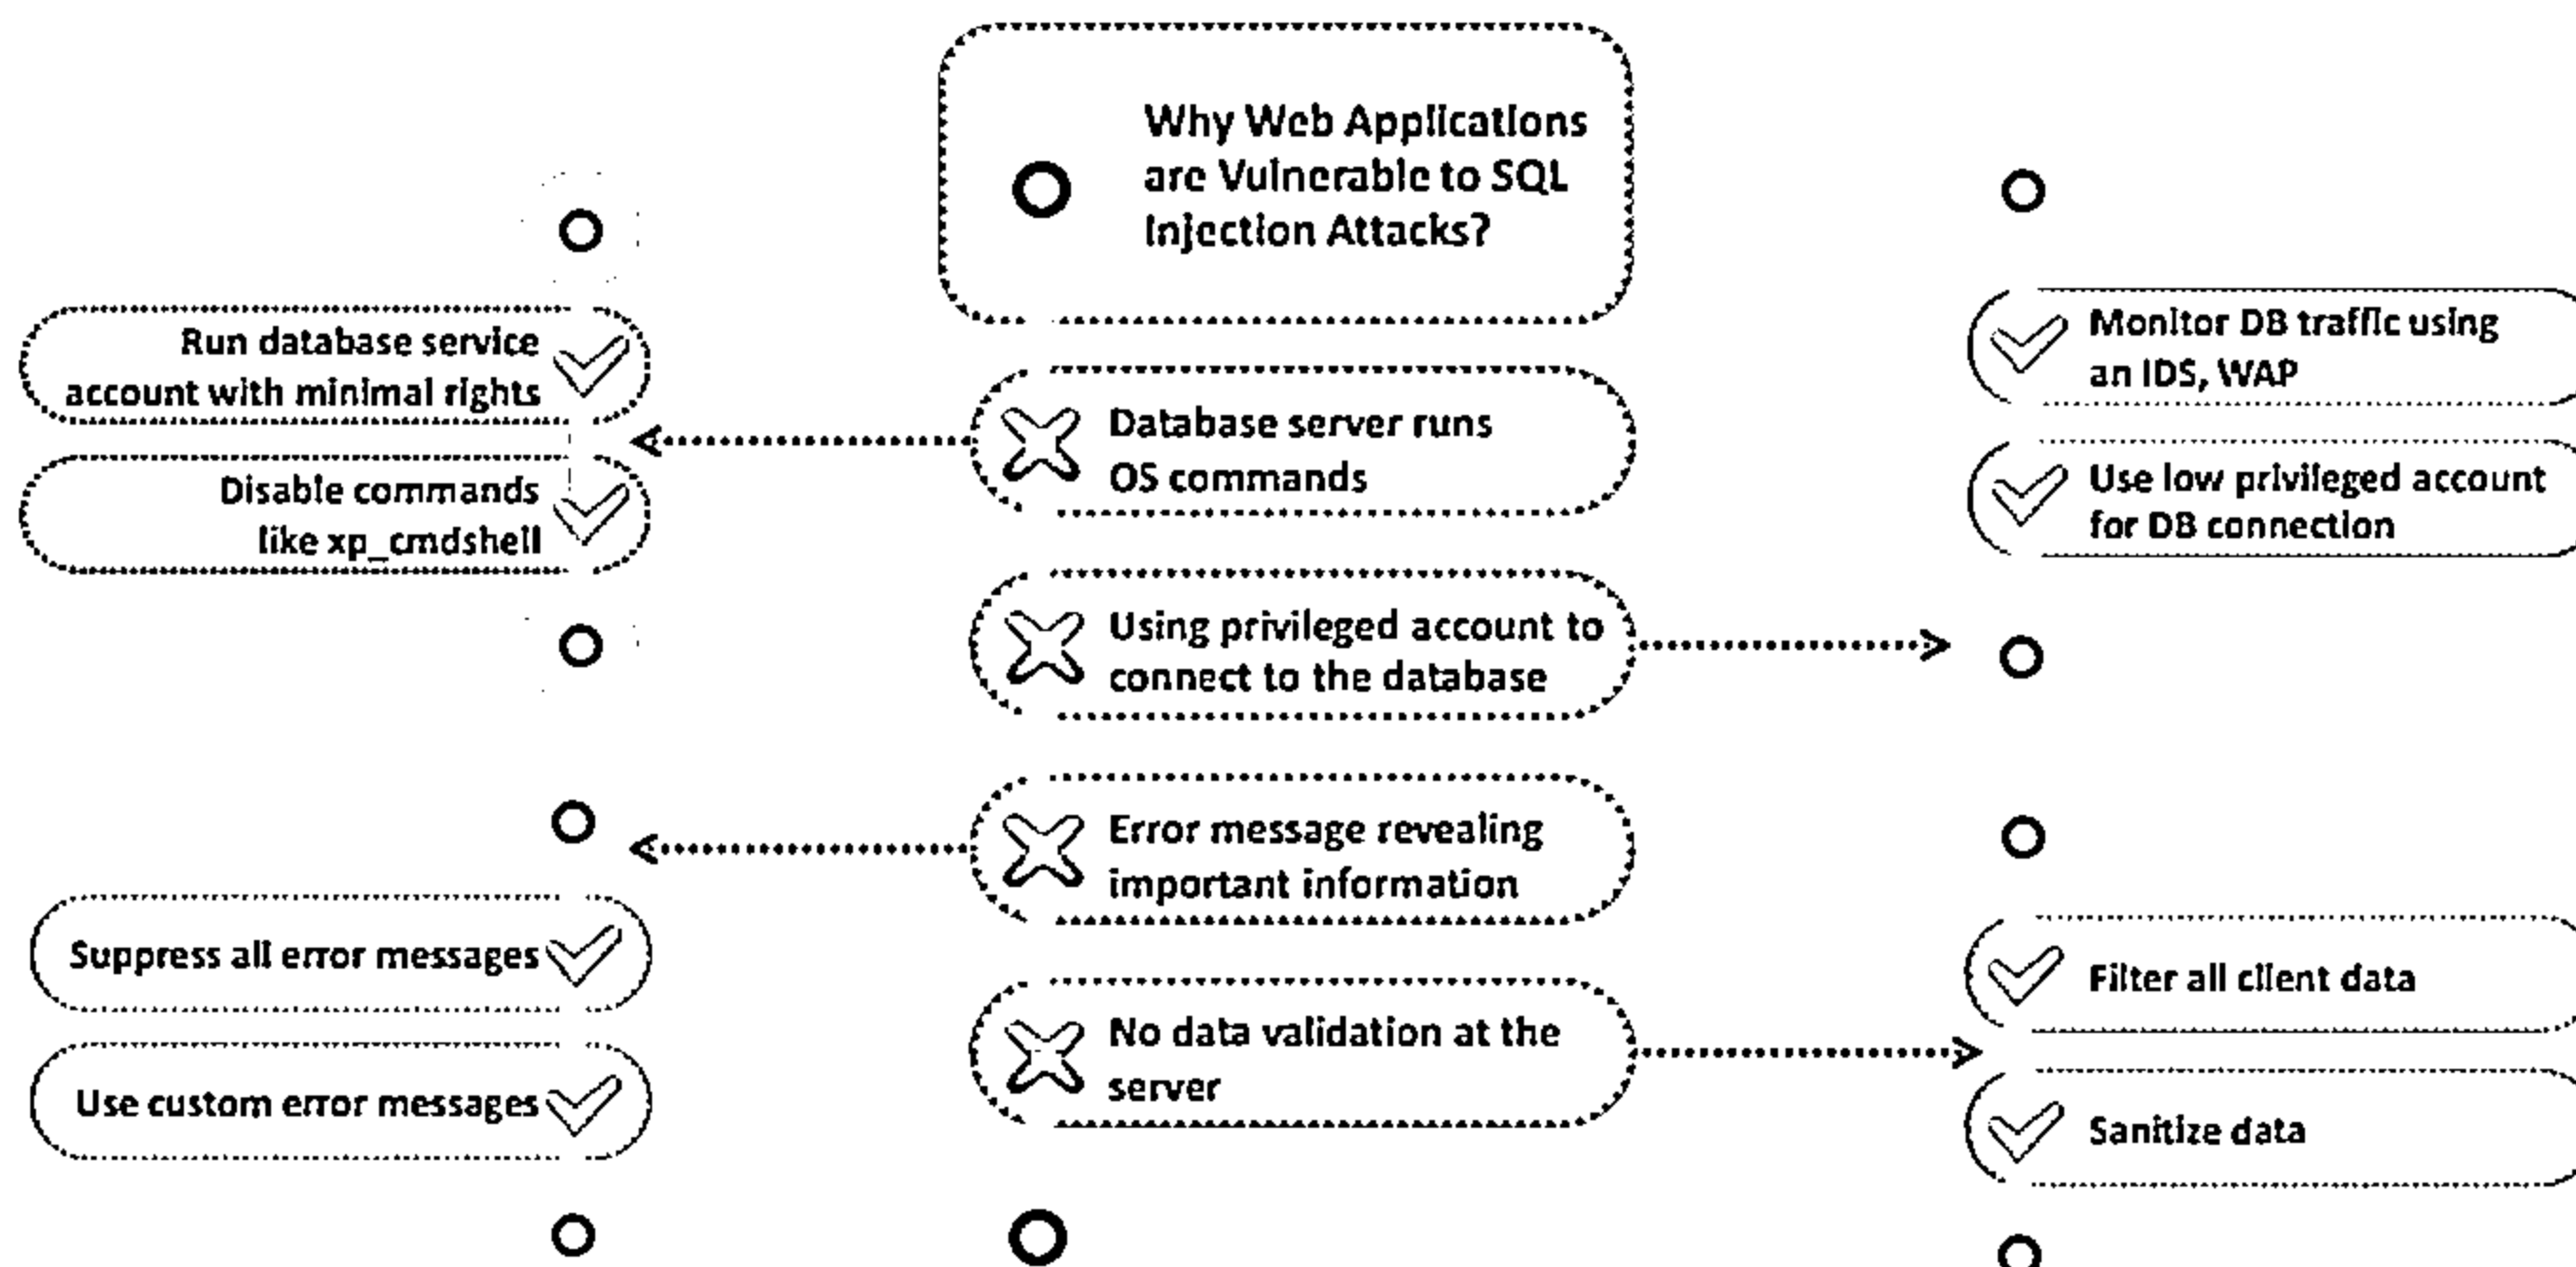 Why Web Applications
are Vulnerable to SQL
Injection Attacks?
Run database service
account with minimal rights
Disable commands
like xp_cmdshell
Database server runs
OS commands
Monitor DB traffic using
an IDS, WAP
Use low privileged account
for DB connection
Using privileged account to
connect to the database
Error message revealing
important information
Suppress all error messages
Use custom error messages
No data validation at the
server
Filter all client data
Sanitize data